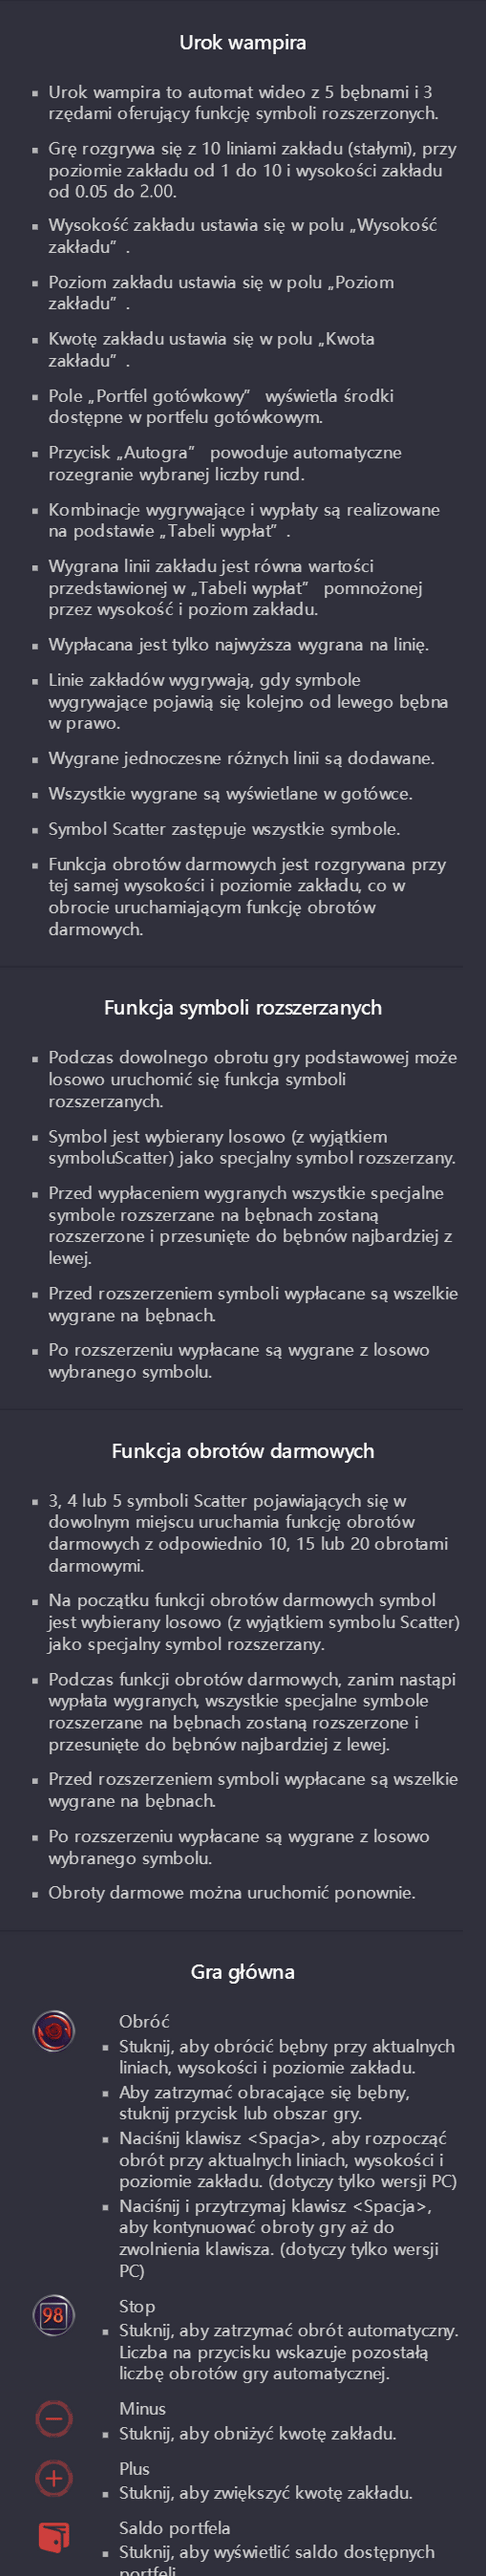 Urok wampira
Urok wampira to automat wideo z 5 bębnami i 3
rzędami oferujący funkcję symboli rozszerzonych.
Grę rozgrywa się z 10 liniami zakładu (stałymi), przy
poziomie zakładu od 1 do 10 i wysokości zakładu
od 0.05 do 2.00.
Wysokość zakładu ustawia się w polu „Wysokość
zakładu” .
Poziom zakładu ustawia się w polu „Poziom
zakładu” .
Kwotę zakładu ustawia się w polu „Kwota
zakładu” .
Pole „Portfel gotówkowy” wyświetla środki
dostępne w portfelu gotówkowym.
Przycisk „Autogra” powoduje automatyczne
rozegranie wybranej liczby rund.
Kombinacje wygrywające i wypłaty są realizowane
na podstawie „Tabeli wypłat” .
Wygrana linii zakładu jest równa wartości
przedstawionej w „Tabeli wypłat” pomnożonej
przez wysokość i poziom zakładu.
Wypłacana jest tylko najwyższa wygrana na linię.
Linie zakładów wygrywają, gdy symbole
wygrywające pojawią się kolejno od lewego bębna
w prawo.
Wygrane jednoczesne różnych linii są dodawane.
Wszystkie wygrane są wyświetlane w gotówce.
Symbol Scatter zastępuje wszystkie symbole.
Funkcja obrotów darmowych jest rozgrywana przy
tej samej wysokości i poziomie zakładu, co w
obrocie uruchamiającym funkcję obrotów
darmowych.
Funkcja symboli rozszerzanych
Podczas dowolnego obrotu gry podstawowej może
losowo uruchomić się funkcja symboli
rozszerzanych.
Symbol jest wybierany losowo (z wyjątkiem
symboluScatter) jako specjalny symbol rozszerzany.
Przed wypłaceniem wygranych wszystkie specjalne
symbole rozszerzane na bębnach zostaną
rozszerzone i przesunięte do bębnów najbardziej z
lewej.
Przed rozszerzeniem symboli wypłacane są wszelkie
wygrane na bębnach.
Po rozszerzeniu wypłacane są wygrane z losowo
wybranego symbolu.
Funkcja obrotów darmowych
3, 4 lub 5 symboli Scatter pojawiających się w
dowolnym miejscu uruchamia funkcję obrotów
darmowych z odpowiednio 10, 15 lub 20 obrotami
darmowymi.
Na początku funkcji obrotów darmowych symbol
jest wybierany losowo (z wyjątkiem symbolu Scatter)
jako specjalny symbol rozszerzany.
Podczas funkcji obrotów darmowych, zanim nastąpi
wypłata wygranych, wszystkie specjalne symbole
rozszerzane na bębnach zostaną rozszerzone i
przesunięte do bębnów najbardziej z lewej.
Przed rozszerzeniem symboli wypłacane są wszelkie
wygrane na bębnach.
Po rozszerzeniu wypłacane są wygrane z losowo
wybranego symbolu.
Obroty darmowe można uruchomić ponownie.
Gra główna
Obróć
Stuknij, aby obrócić bębny przy aktualnych
liniach, wysokości i poziomie zakładu.
Aby zatrzymać obracające się bębny,
stuknij przycisk lub obszar gry.
Naciśnij klawisz <Spacja>, aby rozpocząć
obrót przy aktualnych liniach, wysokości i
poziomie zakładu. (dotyczy tylko wersji PC)
Naciśnij i przytrzymaj klawisz <Spacja>,
aby kontynuować obroty gry aż do
zwolnienia klawisza. (dotyczy tylko wersji
PC)
98
Stop
Stuknij, aby zatrzymać obrót automatyczny.
Liczba na przycisku wskazuje pozostałą
liczbę obrotów gry automatycznej.
Minus
Stuknij, aby obniżyć kwotę zakładu.
Plus
Stuknij, aby zwiększyć kwotę zakładu.
Saldo portfela
Stuknij, aby wyświetlić saldo dostępnych
portfeli